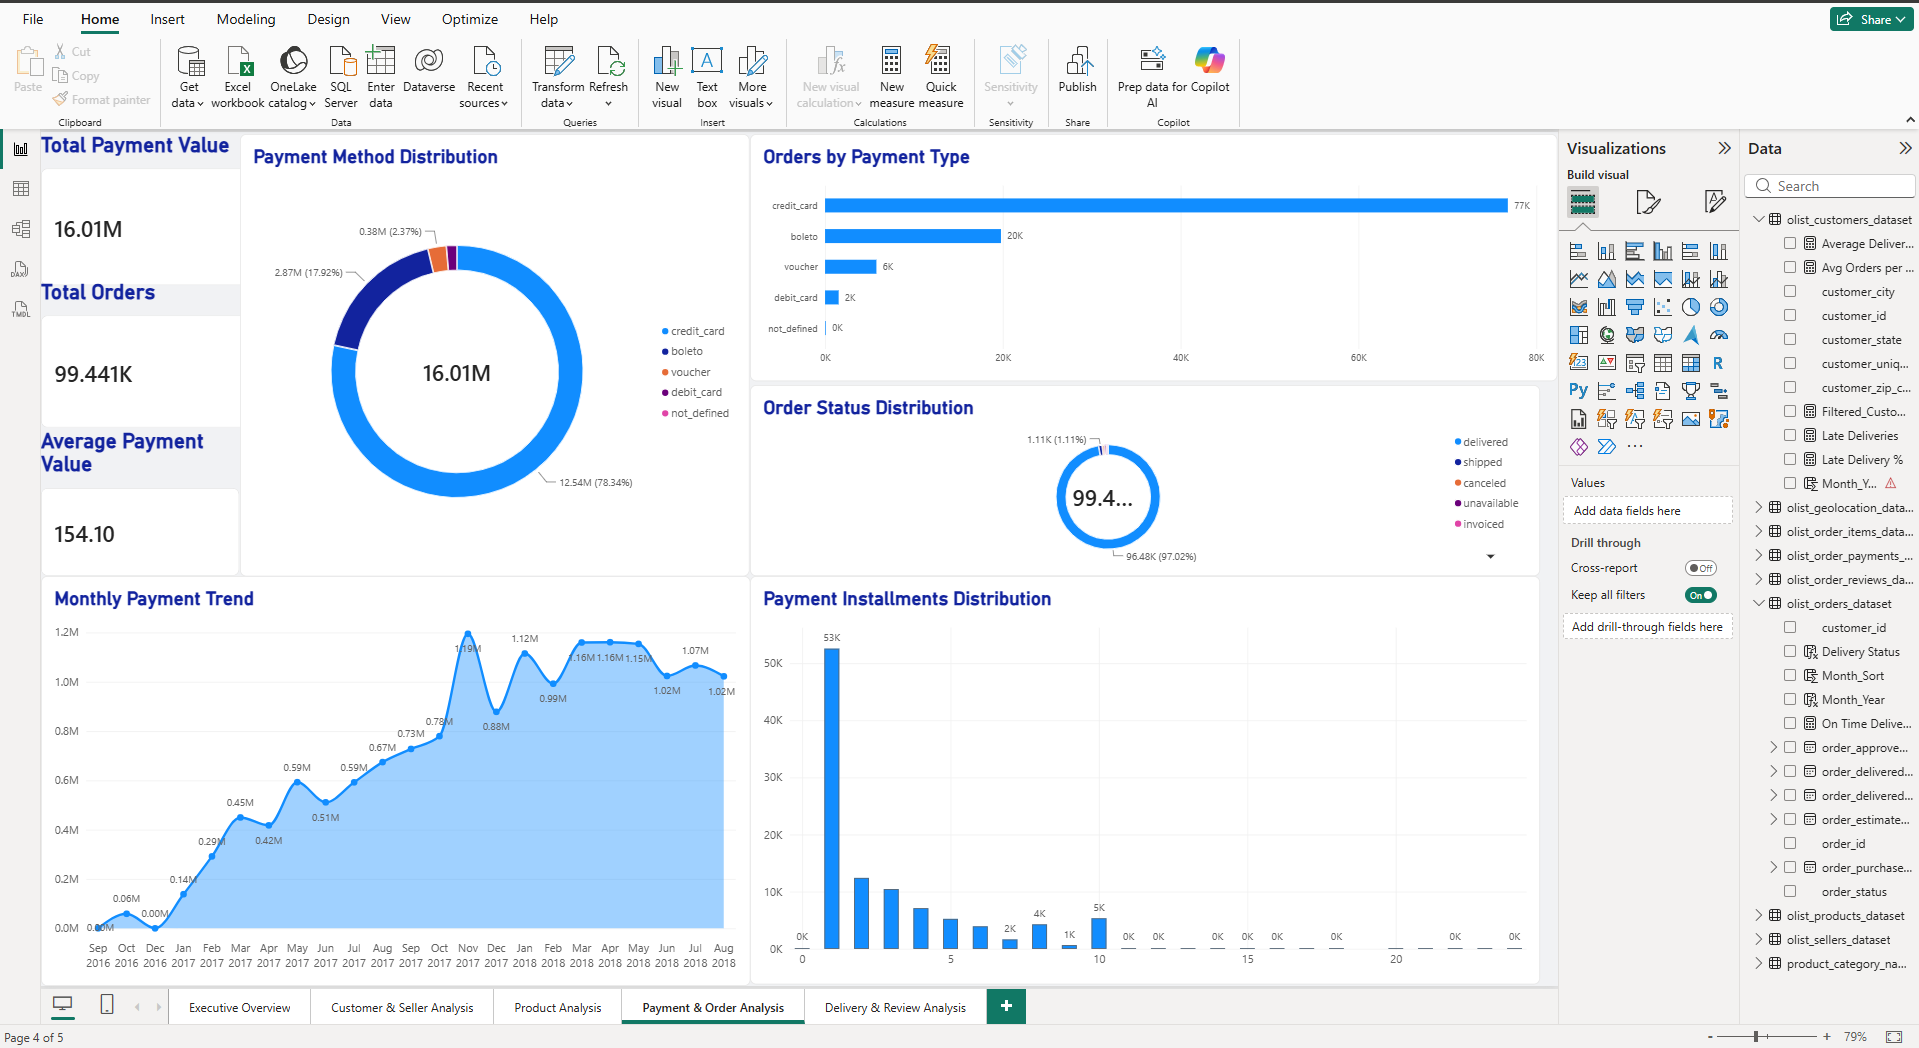 File Home Insert Modeling Design View Optimize Help
Share
Paste
Cut
Copy
Format painter
Clipboard
Get data
Excel workbook
OneLake catalog
SQL Server
Enter data
Dataverse
Recent sources
Data
Transform data
Refresh
Queries
New visual
Text box
More visuals
Insert
New visual calculation
New measure
Quick measure
Calculations
Sensitivity
Sensitivity
Publish
Share
Prep data for AI
Copilot
Copilot
DAX
TMDL
Total Payment Value
16.01M
Total Orders
99.441K
Average Payment
Value
154.10
Payment Method Distribution
0.38M (2.37%)
2.87M (17.92%)
16.01M
12.54M (78.34%)
credit_card
boleto
voucher
debit_card
not_defined
Orders by Payment Type
credit_card 77K
boleto 20K
voucher 6K
debit_card 2K
not_defined 0K
0K 20K 40K 60K 80K
Order Status Distribution
1.11K (1.11%)
99.4...
96.48K (97.02%)
delivered
shipped
canceled
unavailable
invoiced
Monthly Payment Trend
1.2M
1.0M
0.8M
0.6M
0.4M
0.2M
0.0M
0.00M 0.06M 0.00M 0.14M 0.29M 0.45M 0.42M 0.59M 0.51M 0.59M 0.67M 0.73M 0.78M 1.19M 0.88M 1.12M 0.99M 1.16M 1.16M 1.15M 1.02M 1.07M 1.02M
Sep Oct Dec Jan Feb Mar Apr May Jun Jul Aug Sep Oct Nov Dec Jan Feb Mar Apr May Jun Jul Aug
2016 2016 2016 2017 2017 2017 2017 2017 2017 2017 2017 2017 2017 2017 2017 2018 2018 2018 2018 2018 2018 2018 2018
Payment Installments Distribution
50K
40K
30K
20K
10K
0K
0K 53K 2K 4K 1K 5K 0K 0K 0K 0K 0K 0K 0K 0K
0 5 10 15 20
Visualizations
Build visual
123
R
Py
...
Values
Add data fields here
Drill through
Cross-report Off
Keep all filters On
Add drill-through fields here
Data
Search
olist_customers_dataset
Average Deliver...
Avg Orders per ...
customer_city
customer_id
customer_state
customer_uniq...
customer_zip_c...
Filtered_Custo...
Late Deliveries
Late Delivery %
Month_Y...
olist_geolocation_data...
olist_order_items_data...
olist_order_payments_...
olist_order_reviews_da...
olist_orders_dataset
customer_id
Delivery Status
Month_Sort
Month_Year
On Time Delive...
order_approve...
order_delivered...
order_delivered...
order_estimate...
order_id
order_purchase...
order_status
olist_products_dataset
olist_sellers_dataset
product_category_na...
Executive Overview
Customer & Seller Analysis
Product Analysis
Payment & Order Analysis
Delivery & Review Analysis
+
Page 4 of 5
- + 79%